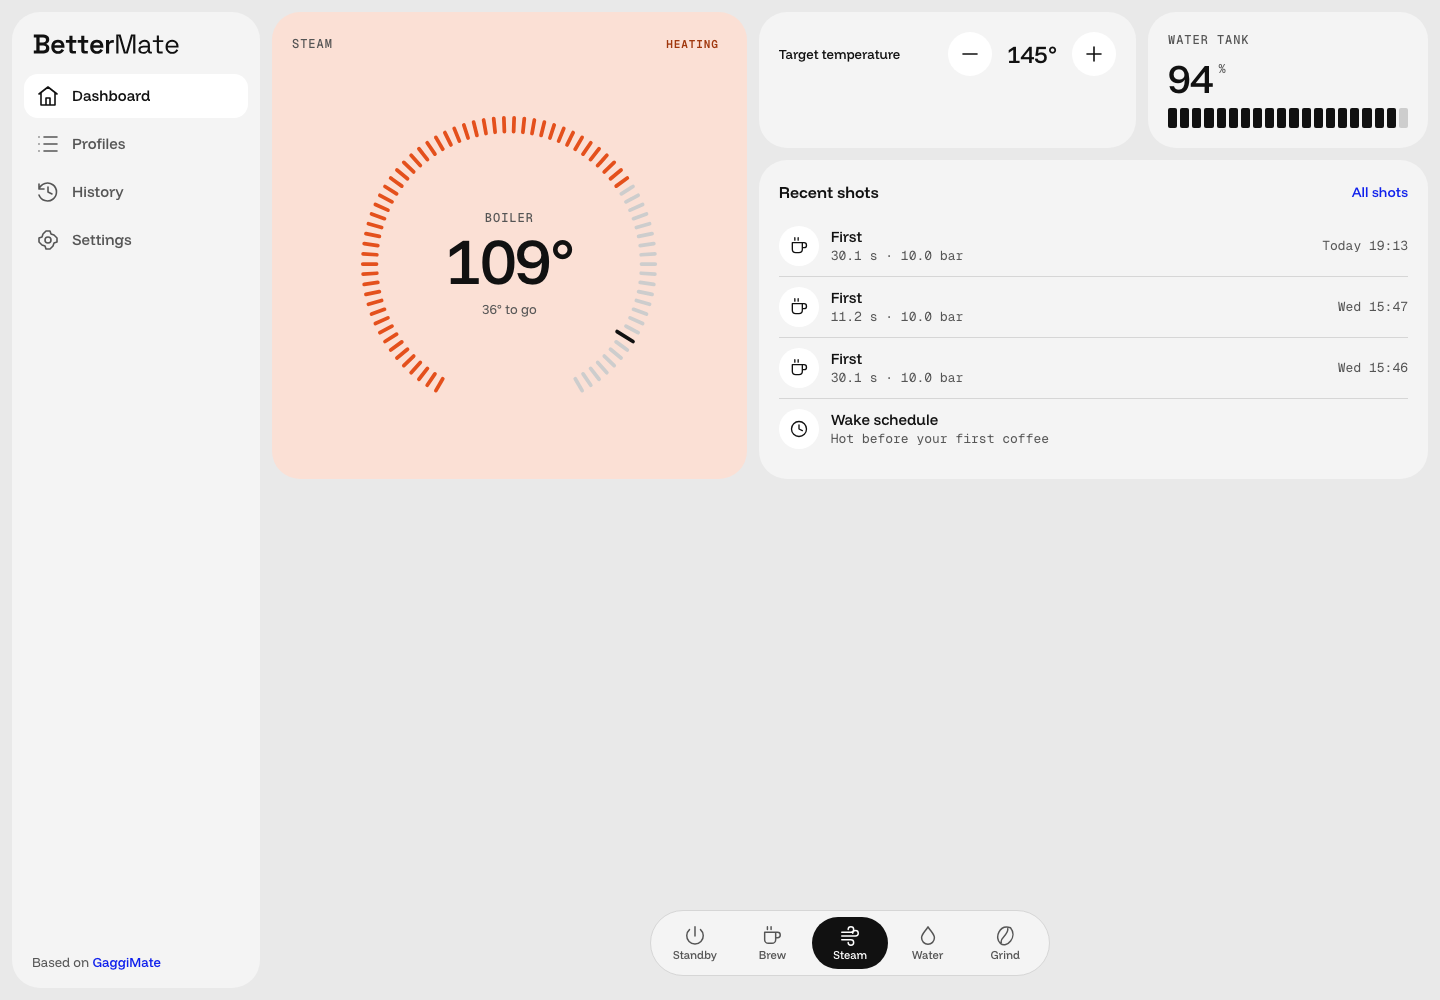 BetterMate
Dashboard
Profiles
History
Settings
Based on GaggiMate
STEAM
HEATING
BOILER
109°
36° to go
Target temperature
145°
WATER TANK
94 %
Recent shots
All shots
First
30.1 s · 10.0 bar
Today 19:13
First
11.2 s · 10.0 bar
Wed 15:47
First
30.1 s · 10.0 bar
Wed 15:46
Wake schedule
Hot before your first coffee
Standby
Brew
Steam
Water
Grind